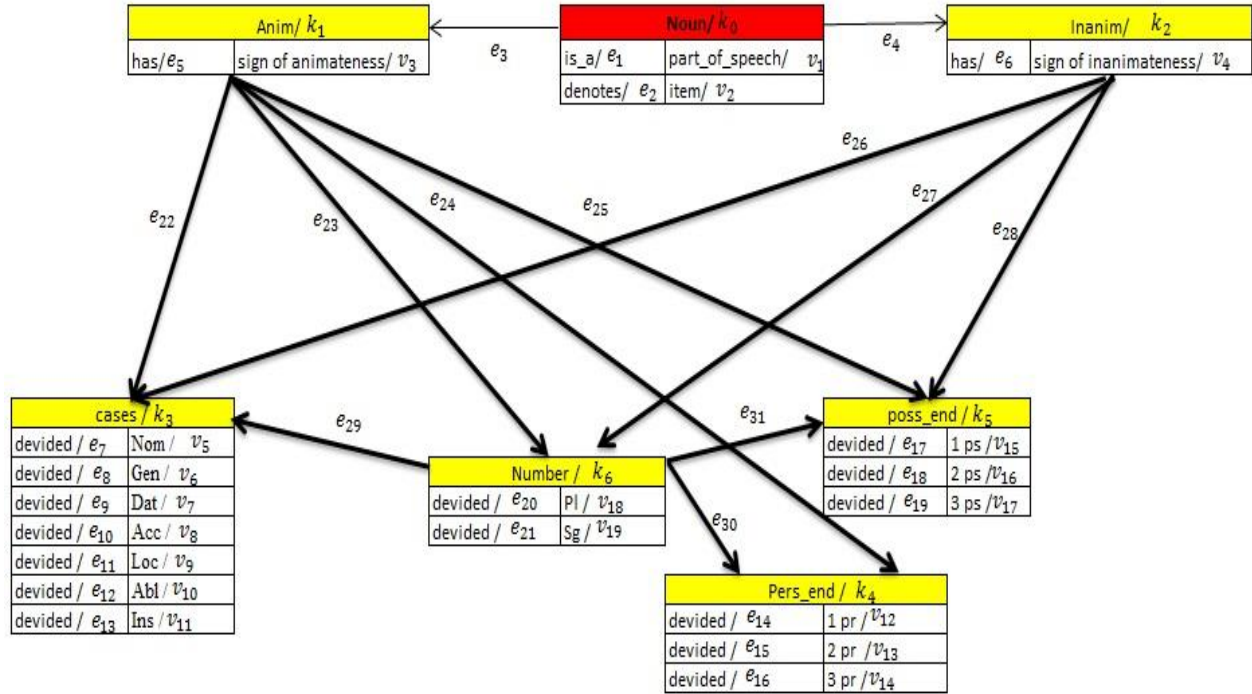 Anim/ k₁
has/e₅ sign of animateness/ v₃
e₃
Noun/k₀
is_a/ e₁ part_of_speech/ v₁
denotes/ e₂ item/ v₂
e₄
Inanim/ k₂
has/ e₆ sign of inanimateness/ v₄
e₂₂
e₂₃
e₂₄
e₂₅
e₂₆
e₂₇
e₂₈
cases / k₃
devided / e₇ Nom / v₅
devided / e₈ Gen / v₆
devided / e₉ Dat / v₇
devided / e₁₀ Acc / v₈
devided / e₁₁ Loc / v₉
devided / e₁₂ Abl / v₁₀
devided / e₁₃ Ins / v₁₁
e₂₉
Number / k₆
devided / e₂₀ Pl / v₁₈
devided / e₂₁ Sg / v₁₉
e₃₁
e₃₀
poss_end / k₅
devided / e₁₇ 1 ps /v₁₅
devided / e₁₈ 2 ps /v₁₆
devided / e₁₉ 3 ps /v₁₇
Pers_end / k₄
devided / e₁₄ 1 pr / v₁₂
devided / e₁₅ 2 pr / v₁₃
devided / e₁₆ 3 pr / v₁₄